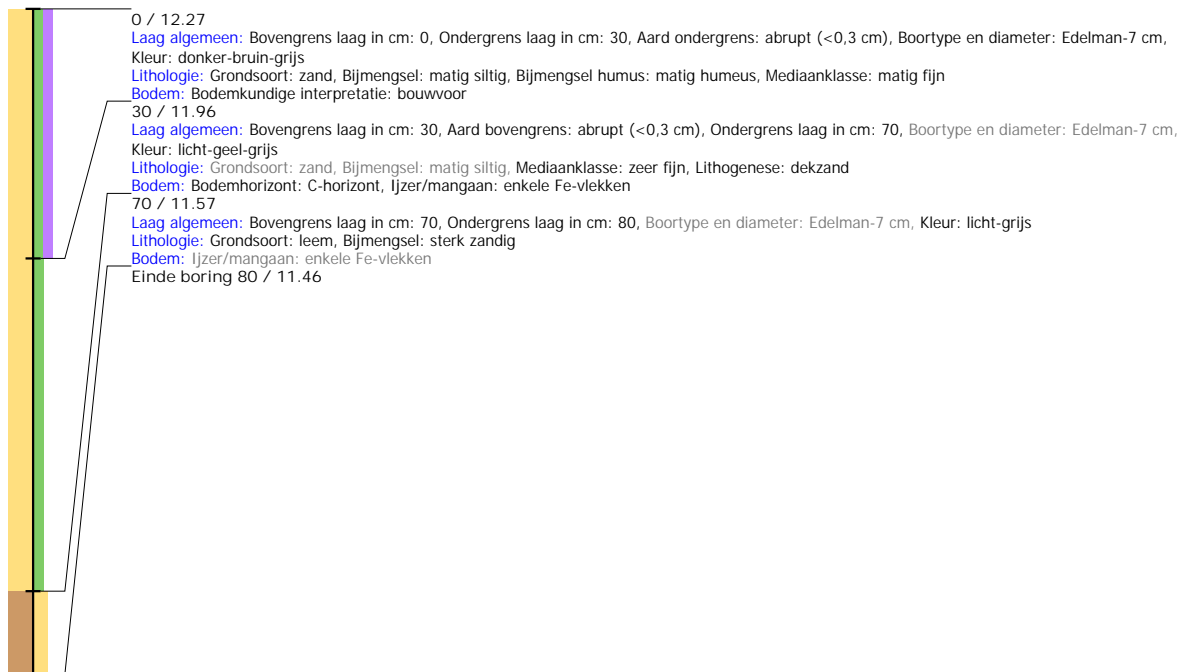 0 / 12.27
Laag algemeen: Bovengrens laag in cm: 0, Ondergrens laag in cm: 30, Aard ondergrens: abrupt (<0,3 cm), Boortype en diameter: Edelman-7 cm,
Kleur: donker-bruin-grijs
Lithologie: Grondsoort: zand, Bijmengsel: matig siltig, Bijmengsel humus: matig humeus, Mediaanklasse: matig fijn
Bodem: Bodemkundige interpretatie: bouwvoor
30 / 11.96
Laag algemeen: Bovengrens laag in cm: 30, Aard bovengrens: abrupt (<0,3 cm), Ondergrens laag in cm: 70, Boortype en diameter: Edelman-7 cm,
Kleur: licht-geel-grijs
Lithologie: Grondsoort: zand, Bijmengsel: matig siltig, Mediaanklasse: zeer fijn, Lithogenese: dekzand
Bodem: Bodemhorizont: C-horizont, Ijzer/mangaan: enkele Fe-vlekken
70 / 11.57
Laag algemeen: Bovengrens laag in cm: 70, Ondergrens laag in cm: 80, Boortype en diameter: Edelman-7 cm, Kleur: licht-grijs
Lithologie: Grondsoort: leem, Bijmengsel: sterk zandig
Bodem: Ijzer/mangaan: enkele Fe-vlekken
Einde boring 80 / 11.46